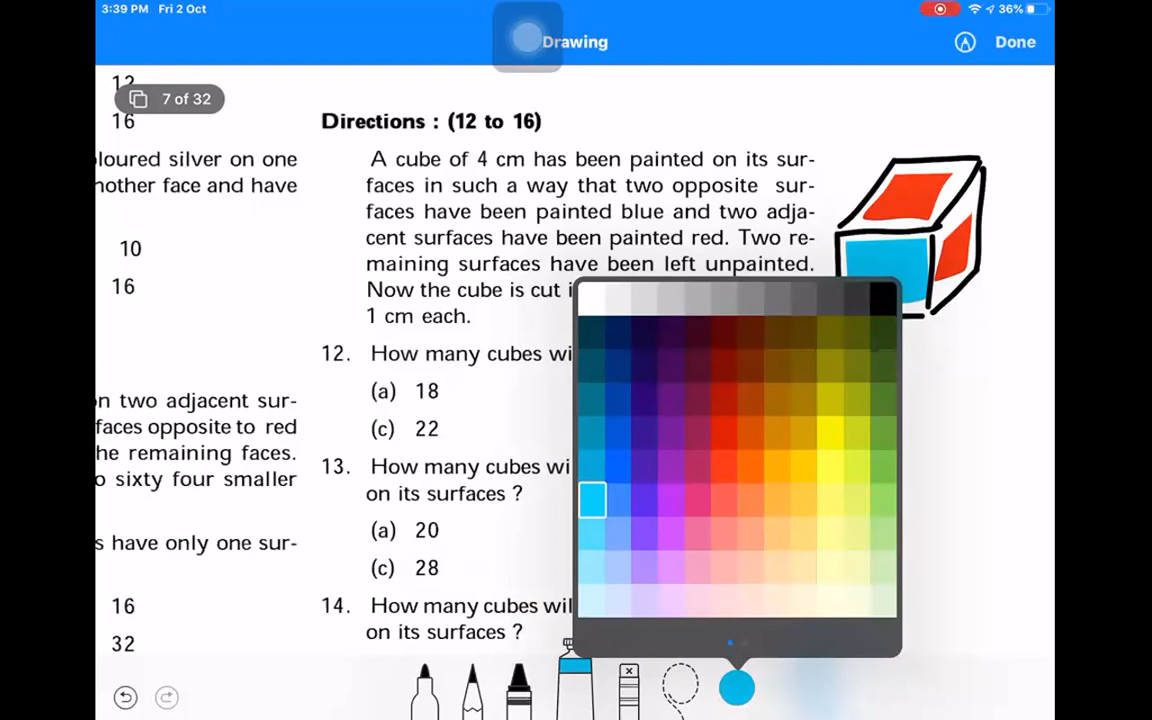 3:39 PM Fri 2 Oct
36%
Drawing
Done
12
7 of 32
16
loured silver on one
nother face and have
10
16
n two adjacent sur-
faces opposite to red
he remaining faces.
o sixty four smaller
s have only one sur-
16
32
Directions : (12 to 16)
A cube of 4 cm has been painted on its sur-
faces in such a way that two opposite sur-
faces have been painted blue and two adja-
cent surfaces have been painted red. Two re-
maining surfaces have been left unpainted.
Now the cube is cut i
1 cm each.
12. How many cubes wi
(a) 18
(c) 22
13. How many cubes wi
on its surfaces ?
(a) 20
(c) 28
14. How many cubes wil
on its surfaces ?